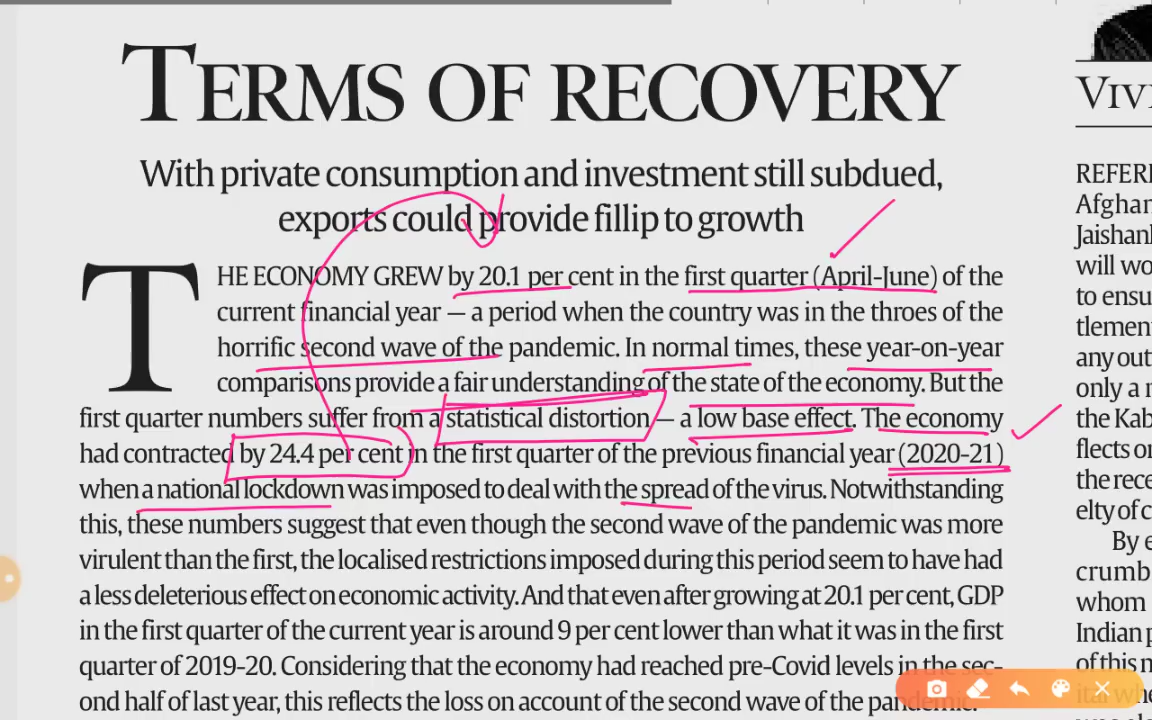 TERMS OF RECOVERY
With private consumption and investment still subdued,
exports could provide fillip to growth
THE ECONOMY GREW by 20.1 per cent in the first quarter (April-June) of the
current financial year — a period when the country was in the throes of the
horrific second wave of the pandemic. In normal times, these year-on-year
comparisons provide a fair understanding of the state of the economy. But the
first quarter numbers suffer from a statistical distortion — a low base effect. The economy
had contracted by 24.4 per cent in the first quarter of the previous financial year (2020-21)
when a national lockdown was imposed to deal with the spread of the virus. Notwithstanding
this, these numbers suggest that even though the second wave of the pandemic was more
virulent than the first, the localised restrictions imposed during this period seem to have had
a less deleterious effect on economic activity. And that even after growing at 20.1 per cent, GDP
in the first quarter of the current year is around 9 per cent lower than what it was in the first
quarter of 2019-20. Considering that the economy had reached pre-Covid levels in the sec-
ond half of last year, this reflects the loss on account of the second wave of the pandemic.
VIV
REFERE
Afghan
Jaishank
will wo
to ensu
tlement
any out
only a
the Kab
flects o
the rece
elty of c
By e
crumb
whom
Indian p
of this